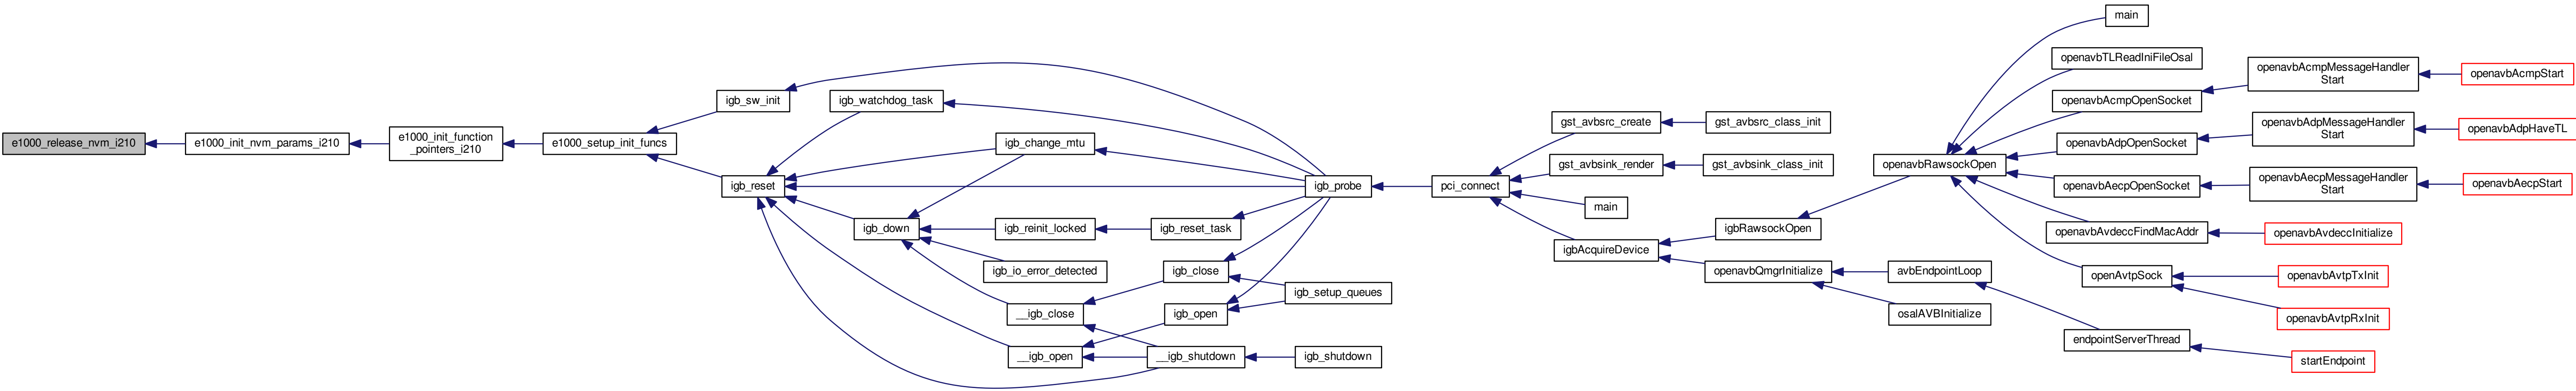 e1000_release_nvm_i210
e1000_init_nvm_params_i210
e1000_init_function
_pointers_i210
e1000_setup_init_funcs
igb_sw_init
igb_reset
igb_watchdog_task
igb_change_mtu
igb_down
igb_reinit_locked
igb_reset_task
igb_io_error_detected
igb_close
igb_setup_queues
__igb_close
igb_open
__igb_open
__igb_shutdown
igb_shutdown
igb_probe
pci_connect
gst_avbsrc_create
gst_avbsrc_class_init
gst_avbsink_render
gst_avbsink_class_init
main
igbAcquireDevice
igbRawsockOpen
openavbQmgrInitialize
avbEndpointLoop
osalAVBInitialize
openavbRawsockOpen
main
openavbTLReadIniFileOsal
openavbAcmpOpenSocket
openavbAcmpMessageHandler
Start
openavbAcmpStart
openavbAdpOpenSocket
openavbAdpMessageHandler
Start
openavbAdpHaveTL
openavbAecpOpenSocket
openavbAecpMessageHandler
Start
openavbAecpStart
openavbAvdeccFindMacAddr
openavbAvdeccInitialize
openAvtpSock
openavbAvtpTxInit
openavbAvtpRxInit
endpointServerThread
startEndpoint